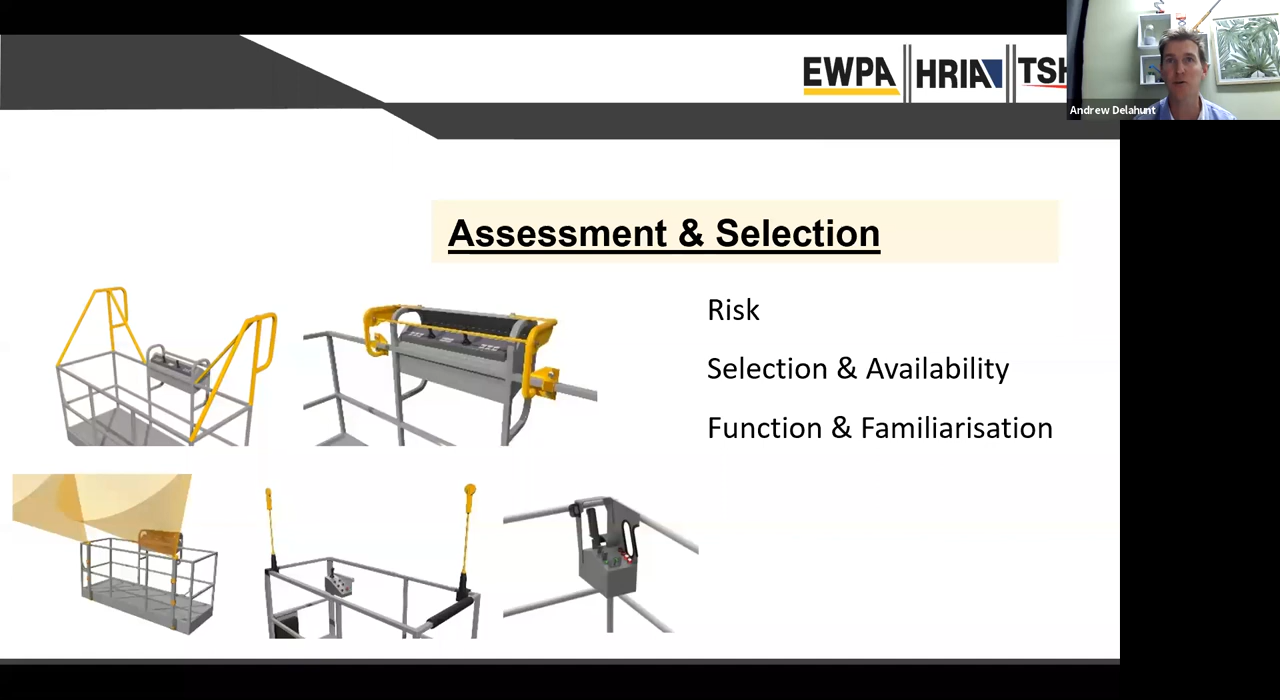 EWPA HRIA TSH
Andrew Delahunt
Assessment & Selection
Risk
Selection & Availability
Function & Familiarisation